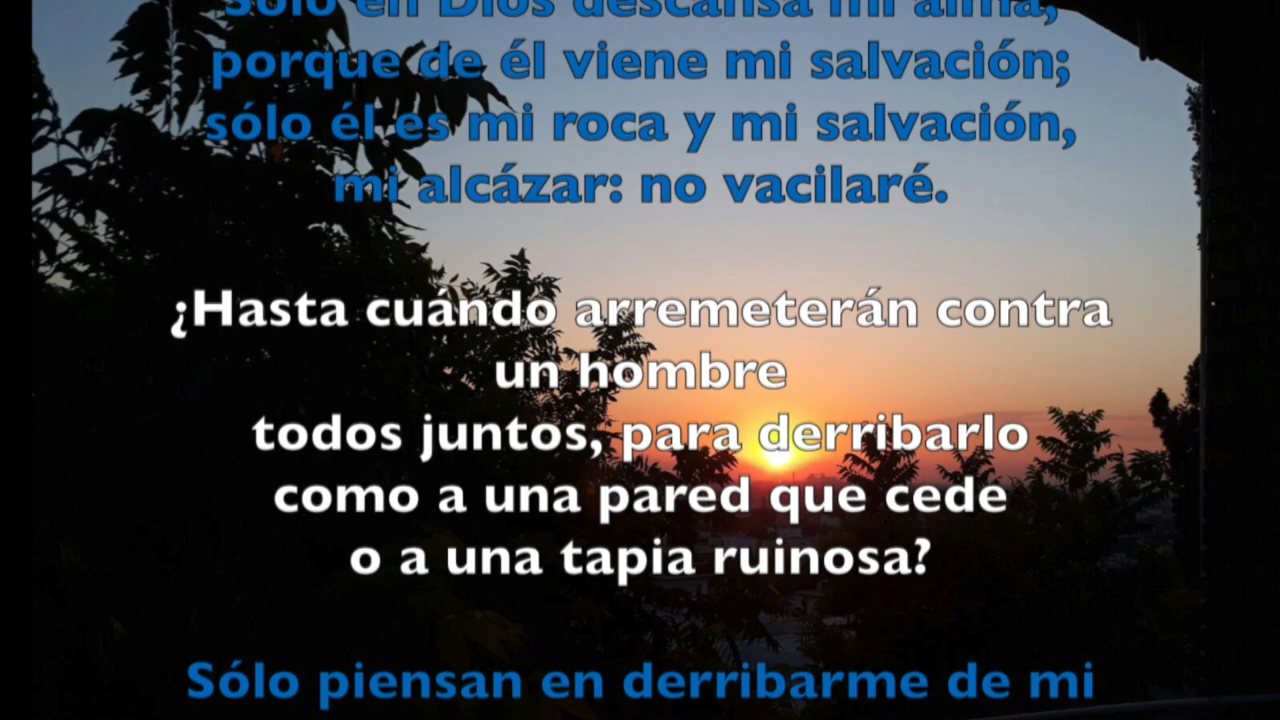 Sólo en Dios descansa mi alma,
porque de él viene mi salvación;
sólo él es mi roca y mi salvación,
mi alcázar: no vacilaré.
¿Hasta cuándo arremeterán contra
un hombre
todos juntos, para derribarlo
como a una pared que cede
o a una tapia ruinosa?
Sólo piensan en derribarme de mi